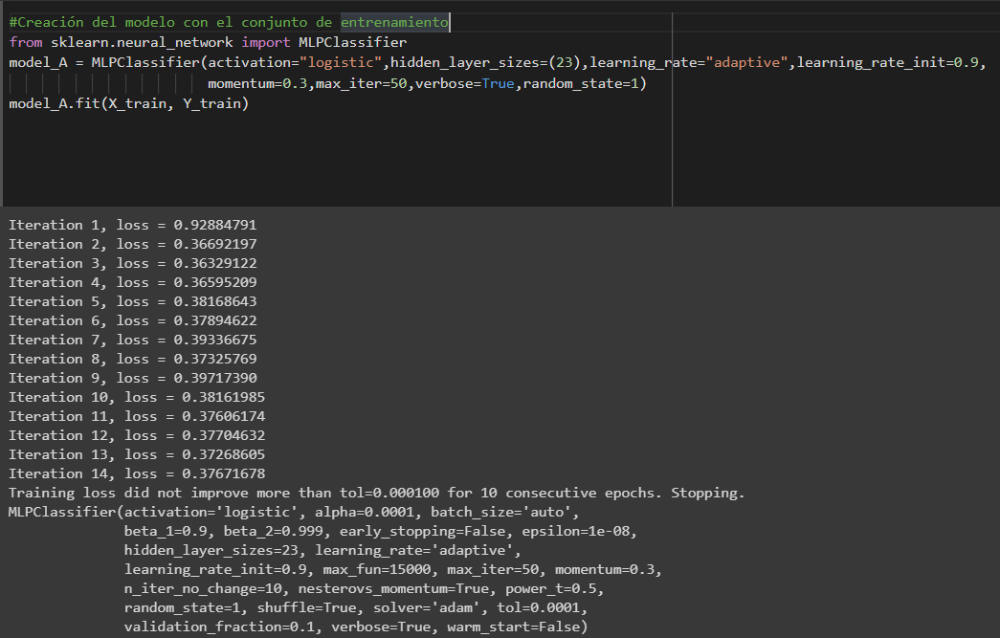 #Creación del modelo con el conjunto de entrenamiento
from sklearn.neural_network import MLPClassifier
model_A = MLPClassifier(activation="logistic",hidden_layer_sizes=(23),learning_rate="adaptive",learning_rate_init=0.9,
momentum=0.3,max_iter=50,verbose=True,random_state=1)
model_A.fit(X_train, Y_train)
Iteration 1, loss = 0.92884791
Iteration 2, loss = 0.36692197
Iteration 3, loss = 0.36329122
Iteration 4, loss = 0.36595209
Iteration 5, loss = 0.38168643
Iteration 6, loss = 0.37894622
Iteration 7, loss = 0.39336675
Iteration 8, loss = 0.37325769
Iteration 9, loss = 0.39717390
Iteration 10, loss = 0.38161985
Iteration 11, loss = 0.37606174
Iteration 12, loss = 0.37704632
Iteration 13, loss = 0.37268605
Iteration 14, loss = 0.37671678
Training loss did not improve more than tol=0.000100 for 10 consecutive epochs. Stopping.
MLPClassifier(activation='logistic', alpha=0.0001, batch_size='auto',
beta_1=0.9, beta_2=0.999, early_stopping=False, epsilon=1e-08,
hidden_layer_sizes=23, learning_rate='adaptive',
learning_rate_init=0.9, max_fun=15000, max_iter=50, momentum=0.3,
n_iter_no_change=10, nesterovs_momentum=True, power_t=0.5,
random_state=1, shuffle=True, solver='adam', tol=0.0001,
validation_fraction=0.1, verbose=True, warm_start=False)